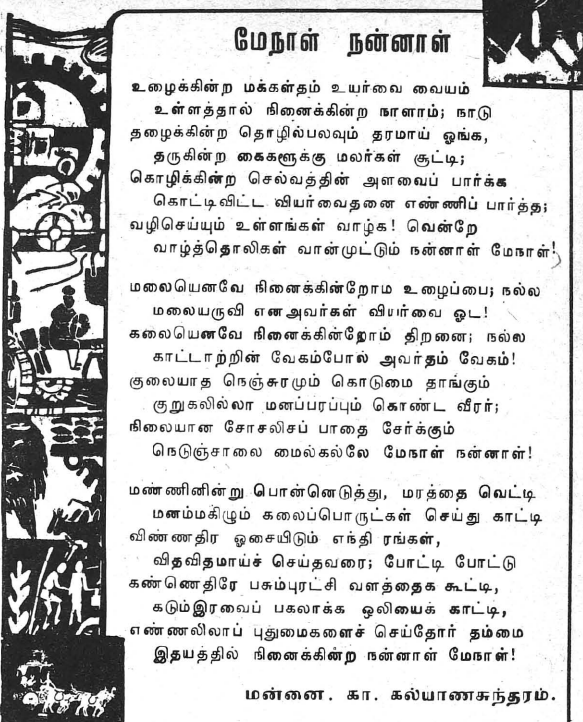 மேநாள் நன்னாள்
உழைக்கின்ற மக்கள்தம் உயர்வை வையம்
உள்ளத்தால் நினைக்கின்ற நாளாம்; நாடு
தழைக்கின்ற தொழில்பலவும் தரமாய் ஓங்க,
தருகின்ற கைகளுக்கு மலர்கள் சூட்டி;
கொழிக்கின்ற செல்வத்தின் அளவைப் பார்க்க
கொட்டிவிட்ட வியர்வைதனை எண்ணிப் பார்த்த;
வழிசெய்யும் உள்ளங்கள் வாழ்க! வென்றே
வாழ்த்தொலிகள் வான்முட்டும் நன்னாள் மேநாள்!
மலையெனவே நினைக்கின்றோம உழைப்பை; நல்ல
மலையருவி எனஅவர்கள் வியர்வை ஓட!
கலையெனவே நினைக்கின்றோம் திறனை; நல்ல
காட்டாற்றின் வேகம்போல் அவர்தம் வேகம்!
குலையாத நெஞ்சுரமும் கொடுமை தாங்கும்
குறுகலில்லா மனப்பரப்பும் கொண்ட வீரர்;
நிலையான சோசலிசப் பாதை சேர்க்கும்
நெடுஞ்சாலை மைல்கல்லே மேநாள் நன்னாள்!
மண்ணினின்று பொன்னெடுத்து, மரத்தை வெட்டி
மனம்மகிழும் கலைப்பொருட்கள் செய்து காட்டி
விண்ணதிர ஓசையிடும் எந்தி ரங்கள்,
விதவிதமாய்ச் செய்தவரை; போட்டி போட்டு
கண்ணெதிரே பசும்புரட்சி வளத்தைக கூட்டி,
கடும்இரவைப் பகலாக்க ஒலியைக் காட்டி,
எண்ணலிலாப் புதுமைகளைச் செய்தோர் தம்மை
இதயத்தில் நினைக்கின்ற நன்னாள் மேநாள்!
மன்னை. கா. கல்யாணசுந்தரம்.